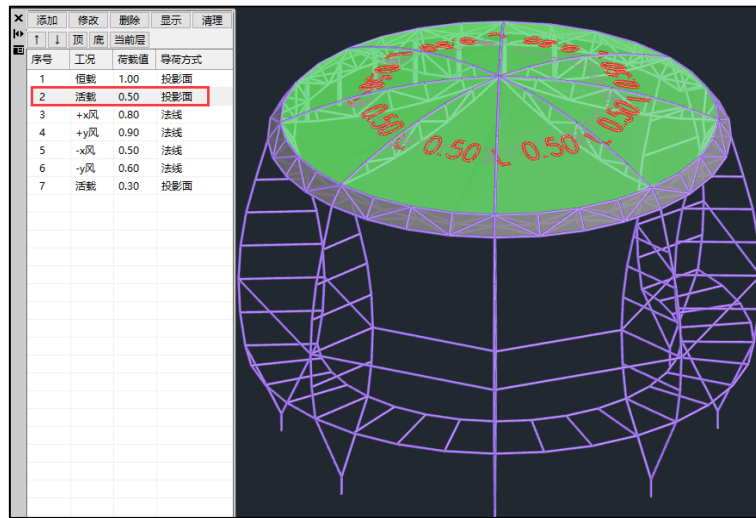 添加 修改 删除 显示 清理
↑ ↓ 顶 底 当前层
序号 工况 荷载值 导荷方式
1 恒载 1.00 投影面
2 活载 0.50 投影面
3 +x风 0.80 法线
4 +y风 0.90 法线
5 -x风 0.50 法线
6 -y风 0.60 法线
7 活载 0.30 投影面
0.50 L 0.50 L 0.50